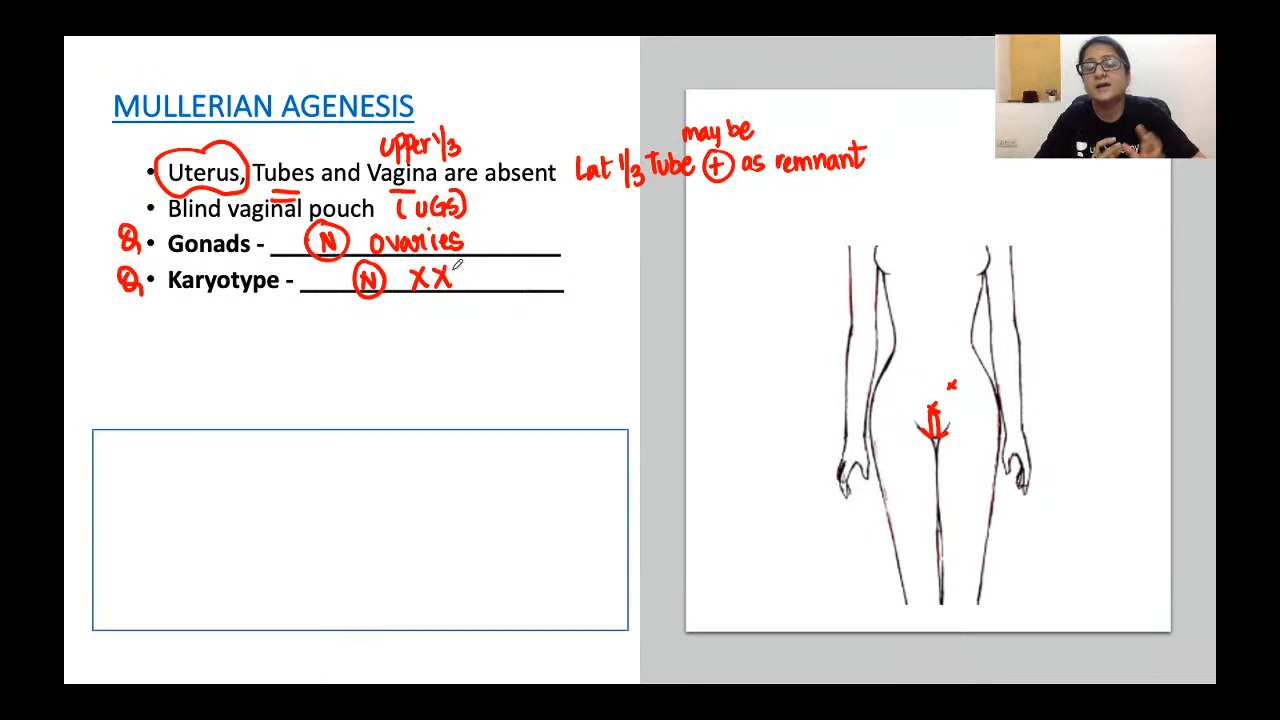 MULLERIAN AGENESIS
upper 1/3
may be
• Uterus, Tubes and Vagina are absent Lat 1/3 Tube + as remnant
• Blind vaginal pouch (UGS)
Q • Gonads - N ovaries
Q • Karyotype - N XX